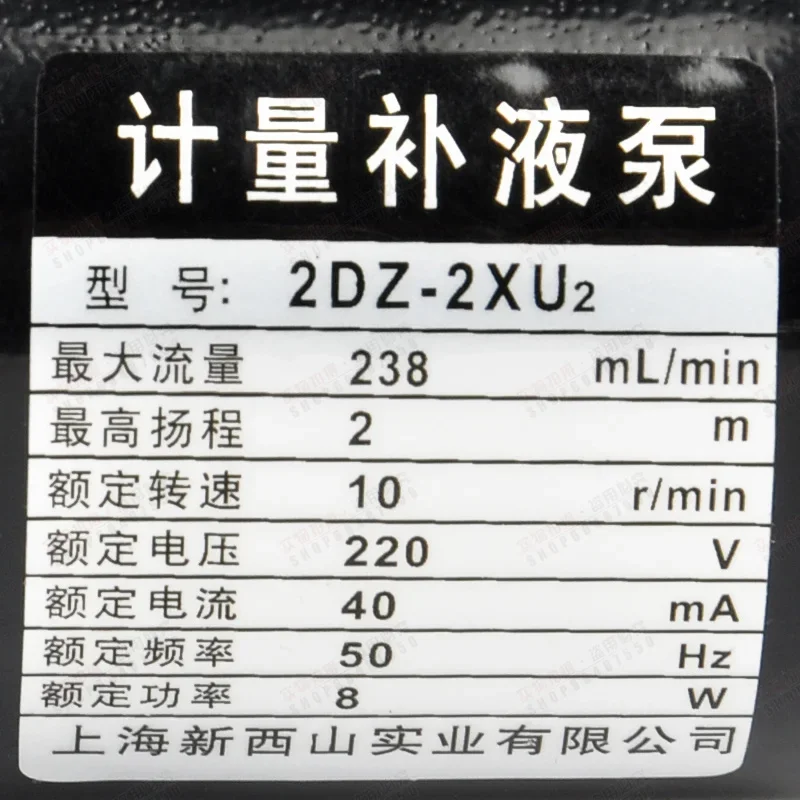 计量补液泵
型 号: 2DZ-2XU2
最大流量 238 mL/min
最高扬程 2 m
额定转速 10 r/min
额定电压 220 V
额定电流 40 mA
额定频率 50 Hz
额定功率 8 W
上海新西山实业有限公司